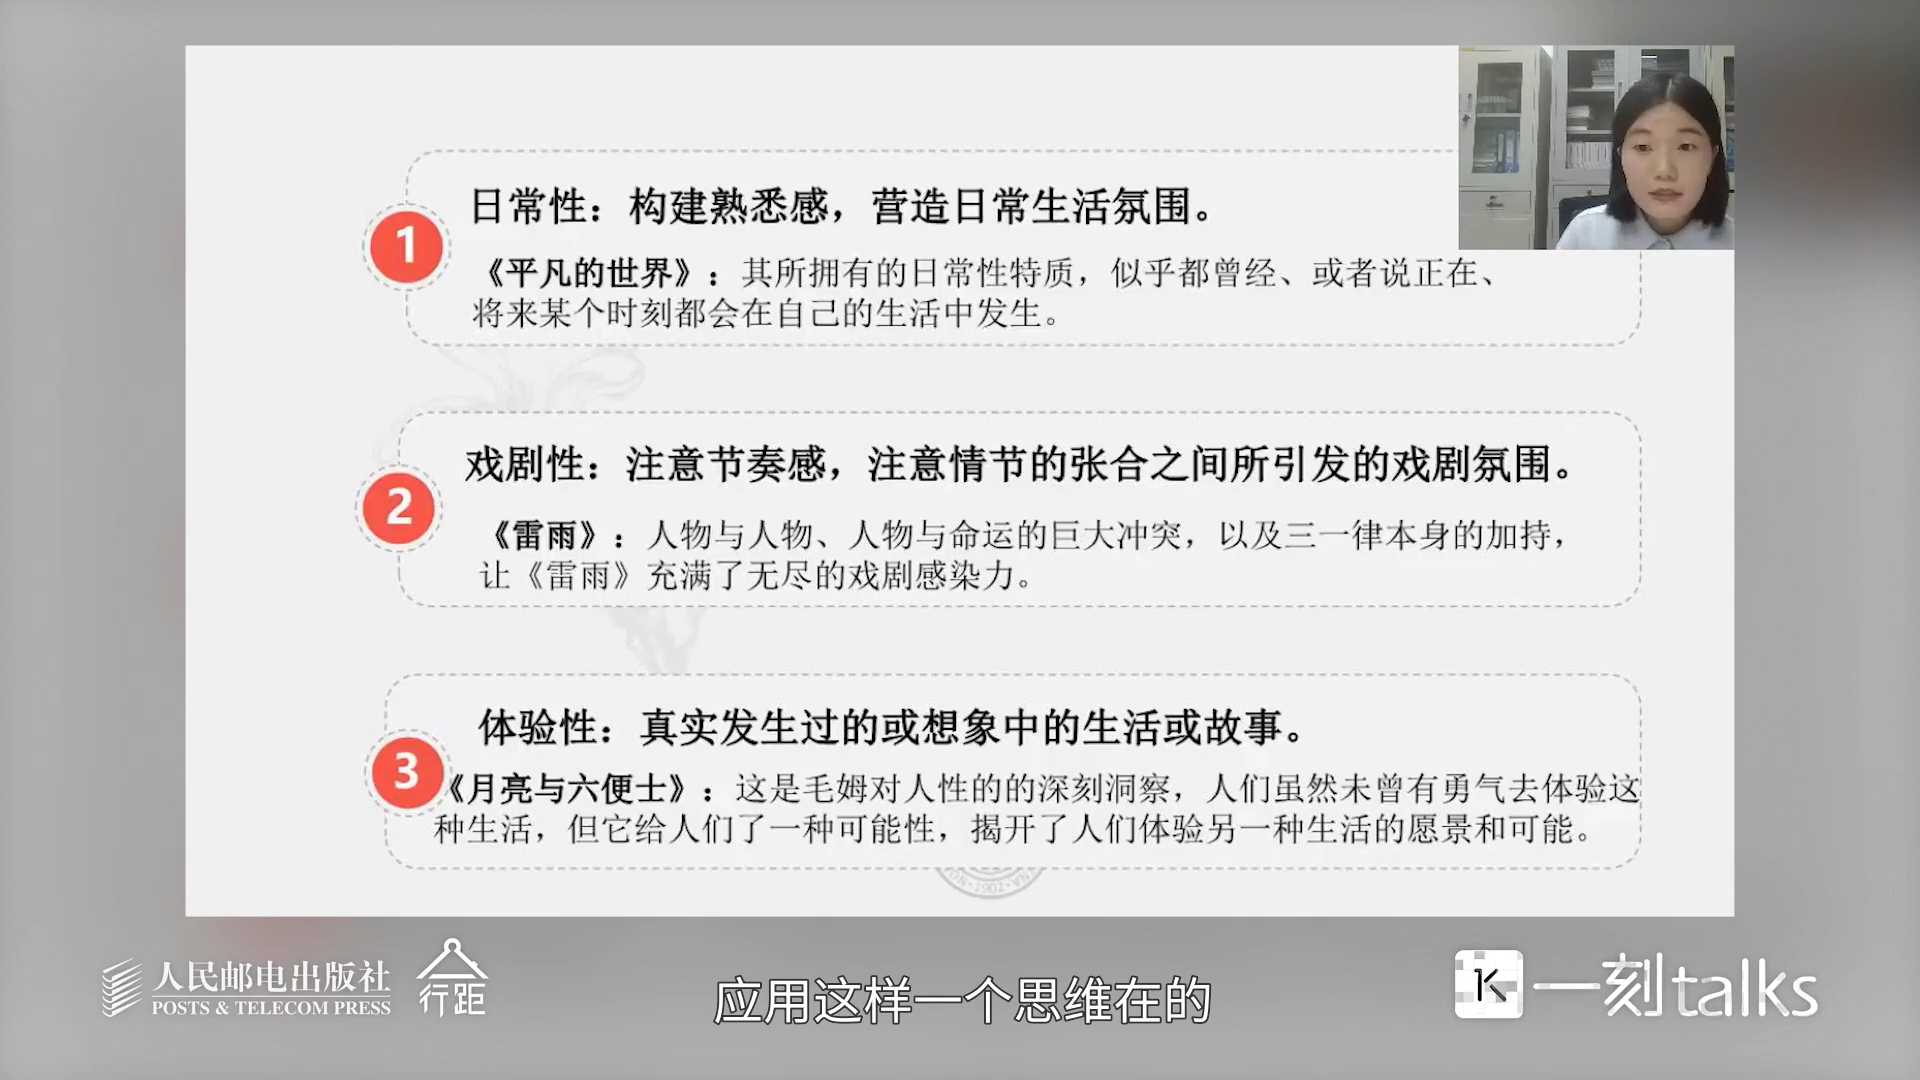 1
日常性：构建熟悉感，营造日常生活氛围。
《平凡的世界》：其所拥有的日常性特质，似乎都曾经、或者说正在、
将来某个时刻都会在自己的生活中发生。
2
戏剧性：注意节奏感，注意情节的张合之间所引发的戏剧氛围。
《雷雨》：人物与人物、人物与命运的巨大冲突，以及三一律本身的加持，
让《雷雨》充满了无尽的戏剧感染力。
3
体验性：真实发生过的或想象中的生活或故事。
《月亮与六便士》：这是毛姆对人性的的深刻洞察，人们虽然未曾有勇气去体验这
种生活，但它给人们了一种可能性，揭开了人们体验另一种生活的愿景和可能。
1902
人民邮电出版社
POSTS & TELECOM PRESS
行距
应用这样一个思维在的
一刻talks